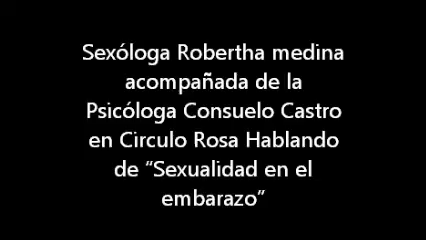 Sexóloga Robertha medina
acompañada de la
Psicóloga Consuelo Castro
en Circulo Rosa Hablando
de “Sexualidad en el
embarazo”